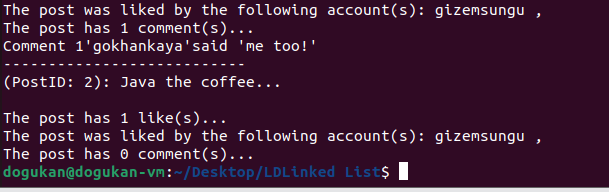 The post was liked by the following account(s): gizemsungu ,
The post has 1 comment(s)...
Comment 1'gokhankaya'said 'me too!'
---------------------------
(PostID: 2): Java the coffee...
The post has 1 like(s)...
The post was liked by the following account(s): gizemsungu ,
The post has 0 comment(s)...
dogukan@dogukan-vm:~/Desktop/LDLinked List$